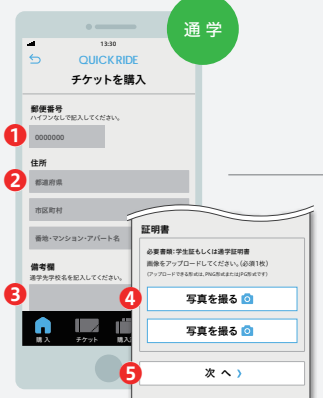 通学
13:30
QUICK RIDE
チケットを購入
郵便番号
ハイフンなしで記入してください。
1
0000000
住所
2
都道府県
市区町村
番地・マンション・アパート名
備考欄
通学先学校名を記入してください。
3
購入
チケット
購入
証明書
必要書類:学生証もしくは通学証明書
画像をアップロードしてください。(必須1枚)
(アップロードできる形式は、PNG形式またはJPG形式です)
4
写真を撮る
写真を撮る
5
次へ 〉